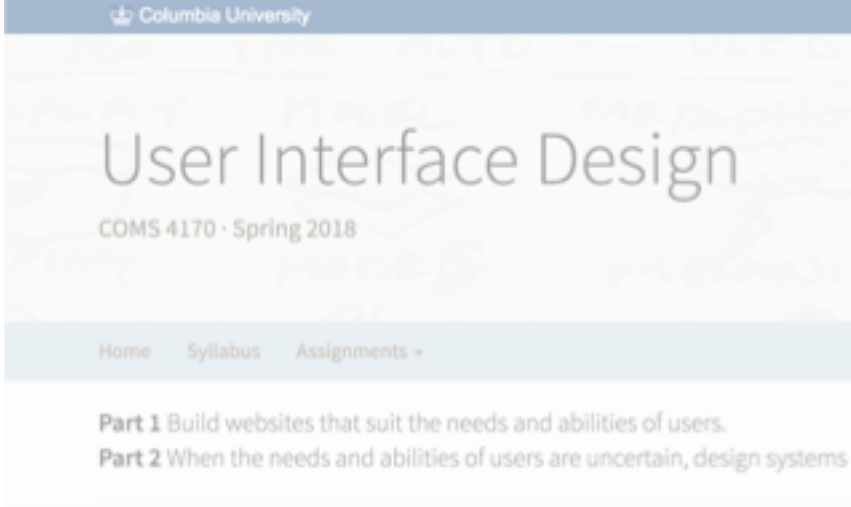 Columbia University
User Interface Design
COMS 4170 · Spring 2018
Home Syllabus Assignments
Part 1 Build websites that suit the needs and abilities of users.
Part 2 When the needs and abilities of users are uncertain, design systems